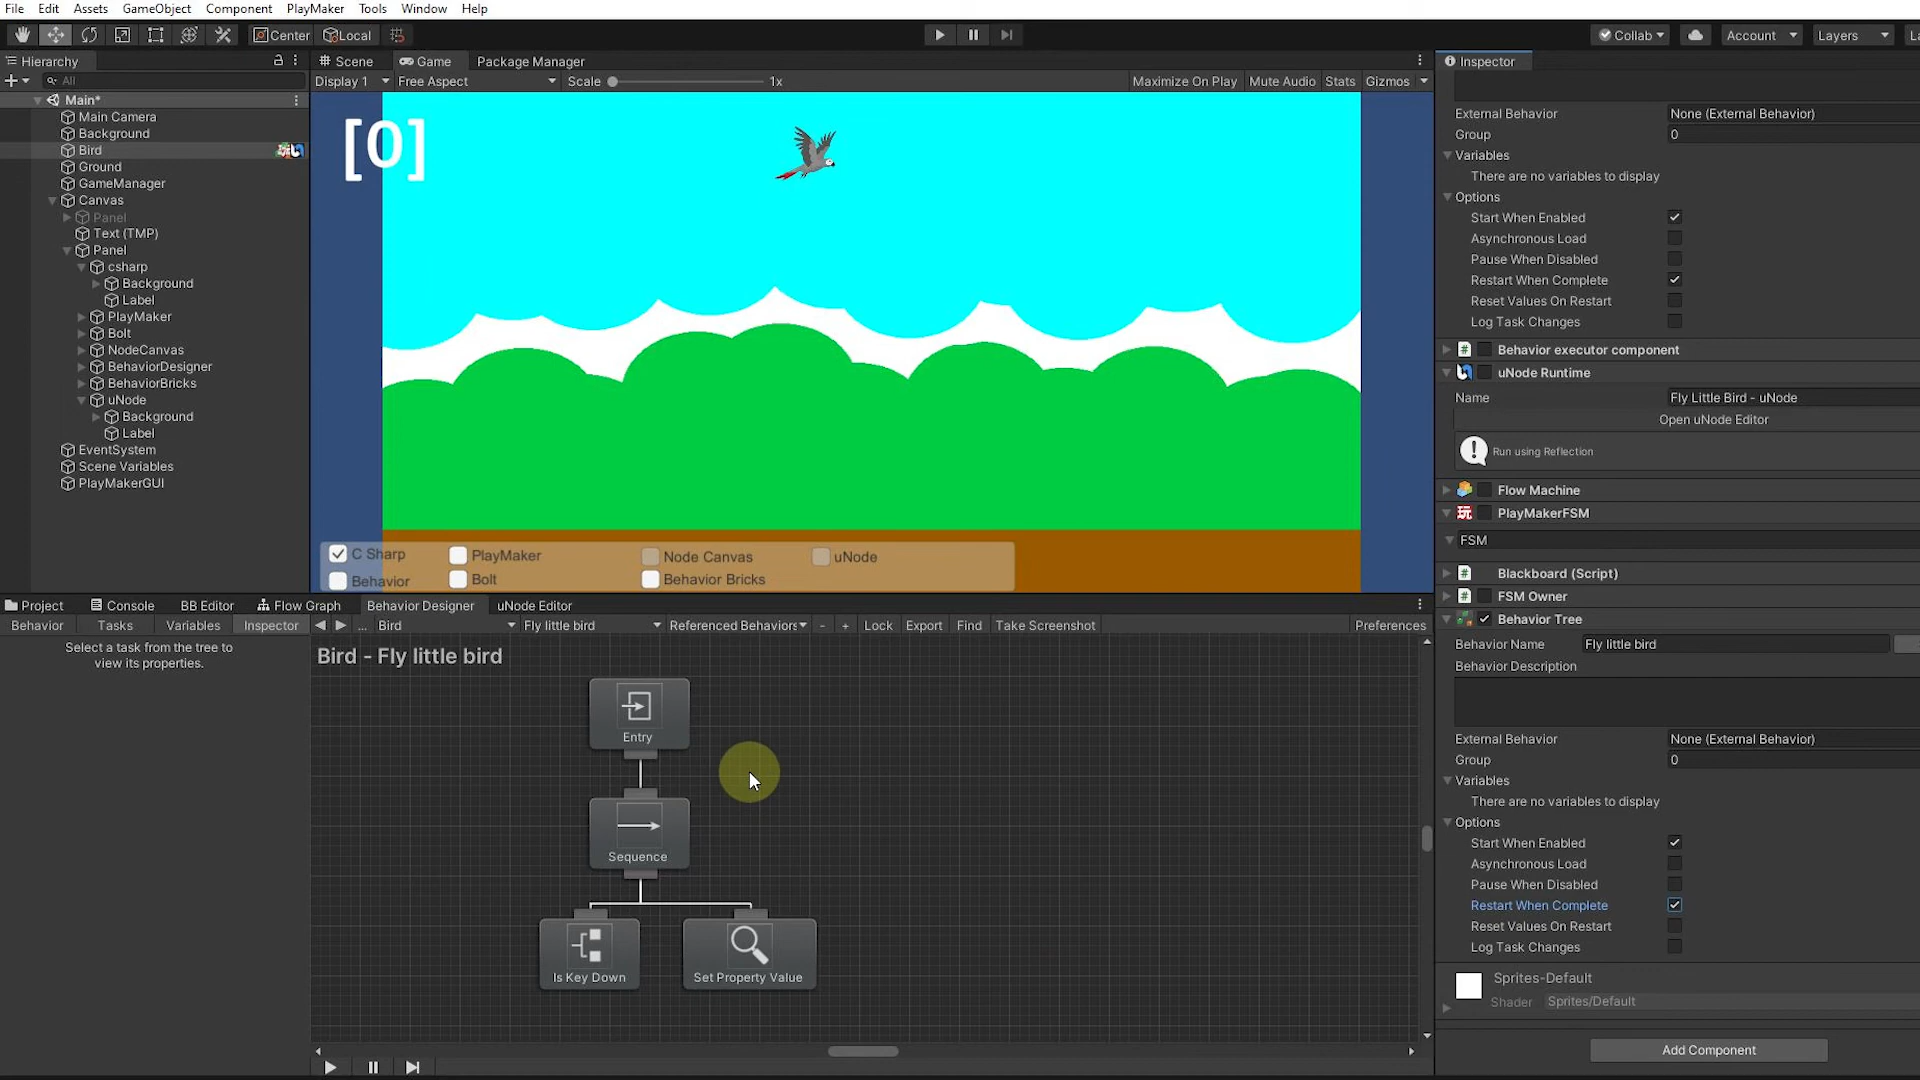 File Edit Assets GameObject Component PlayMaker Tools Window Help
Center Local Collab Account Layers
Hierarchy
All
Main*
Main Camera
Background
Bird
Ground
GameManager
Canvas
Panel
Text (TMP)
Panel
csharp
Background
Label
PlayMaker
Bolt
NodeCanvas
BehaviorDesigner
BehaviorBricks
uNode
Background
Label
EventSystem
Scene Variables
PlayMakerGUI
Scene Game Package Manager
Display 1 Free Aspect Scale 1x Maximize On Play Mute Audio Stats Gizmos
[0]
C Sharp PlayMaker Node Canvas uNode
Behavior Bolt Behavior Bricks
Project Console BB Editor Flow Graph Behavior Designer uNode Editor
Behavior Tasks Variables Inspector ... Bird Fly little bird Referenced Behaviors - + Lock Export Find Take Screenshot Preferences
Select a task from the tree to
view its properties.
Bird - Fly little bird
Entry
Sequence
Is Key Down
Set Property Value
Inspector
External Behavior None (External Behavior)
Group 0
Variables
There are no variables to display
Options
Start When Enabled
Asynchronous Load
Pause When Disabled
Restart When Complete
Reset Values On Restart
Log Task Changes
Behavior executor component
uNode Runtime
Name Fly Little Bird - uNode
Open uNode Editor
Run using Reflection
Flow Machine
PlayMakerFSM
FSM
Blackboard (Script)
FSM Owner
Behavior Tree
Behavior Name Fly little bird
Behavior Description
External Behavior None (External Behavior)
Group 0
Variables
There are no variables to display
Options
Start When Enabled
Asynchronous Load
Pause When Disabled
Restart When Complete
Reset Values On Restart
Log Task Changes
Sprites-Default
Shader Sprites/Default
Add Component